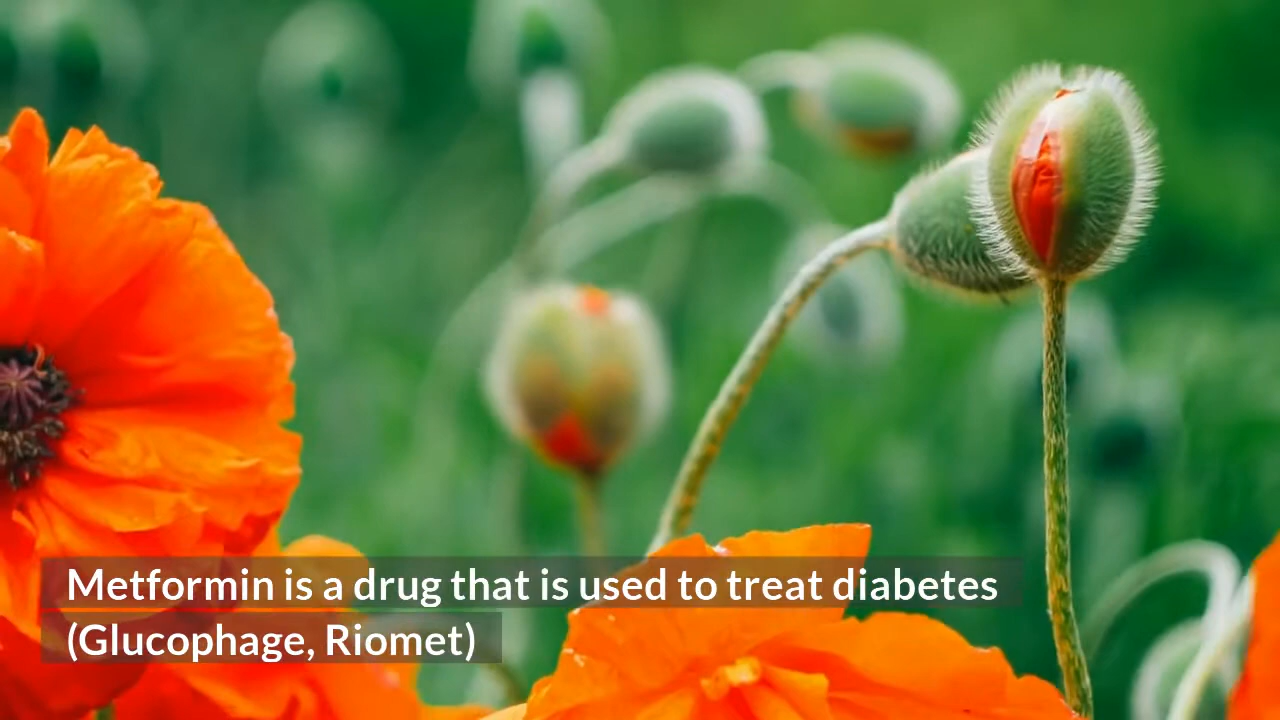 Metformin is a drug that is used to treat diabetes
(Glucophage, Riomet)